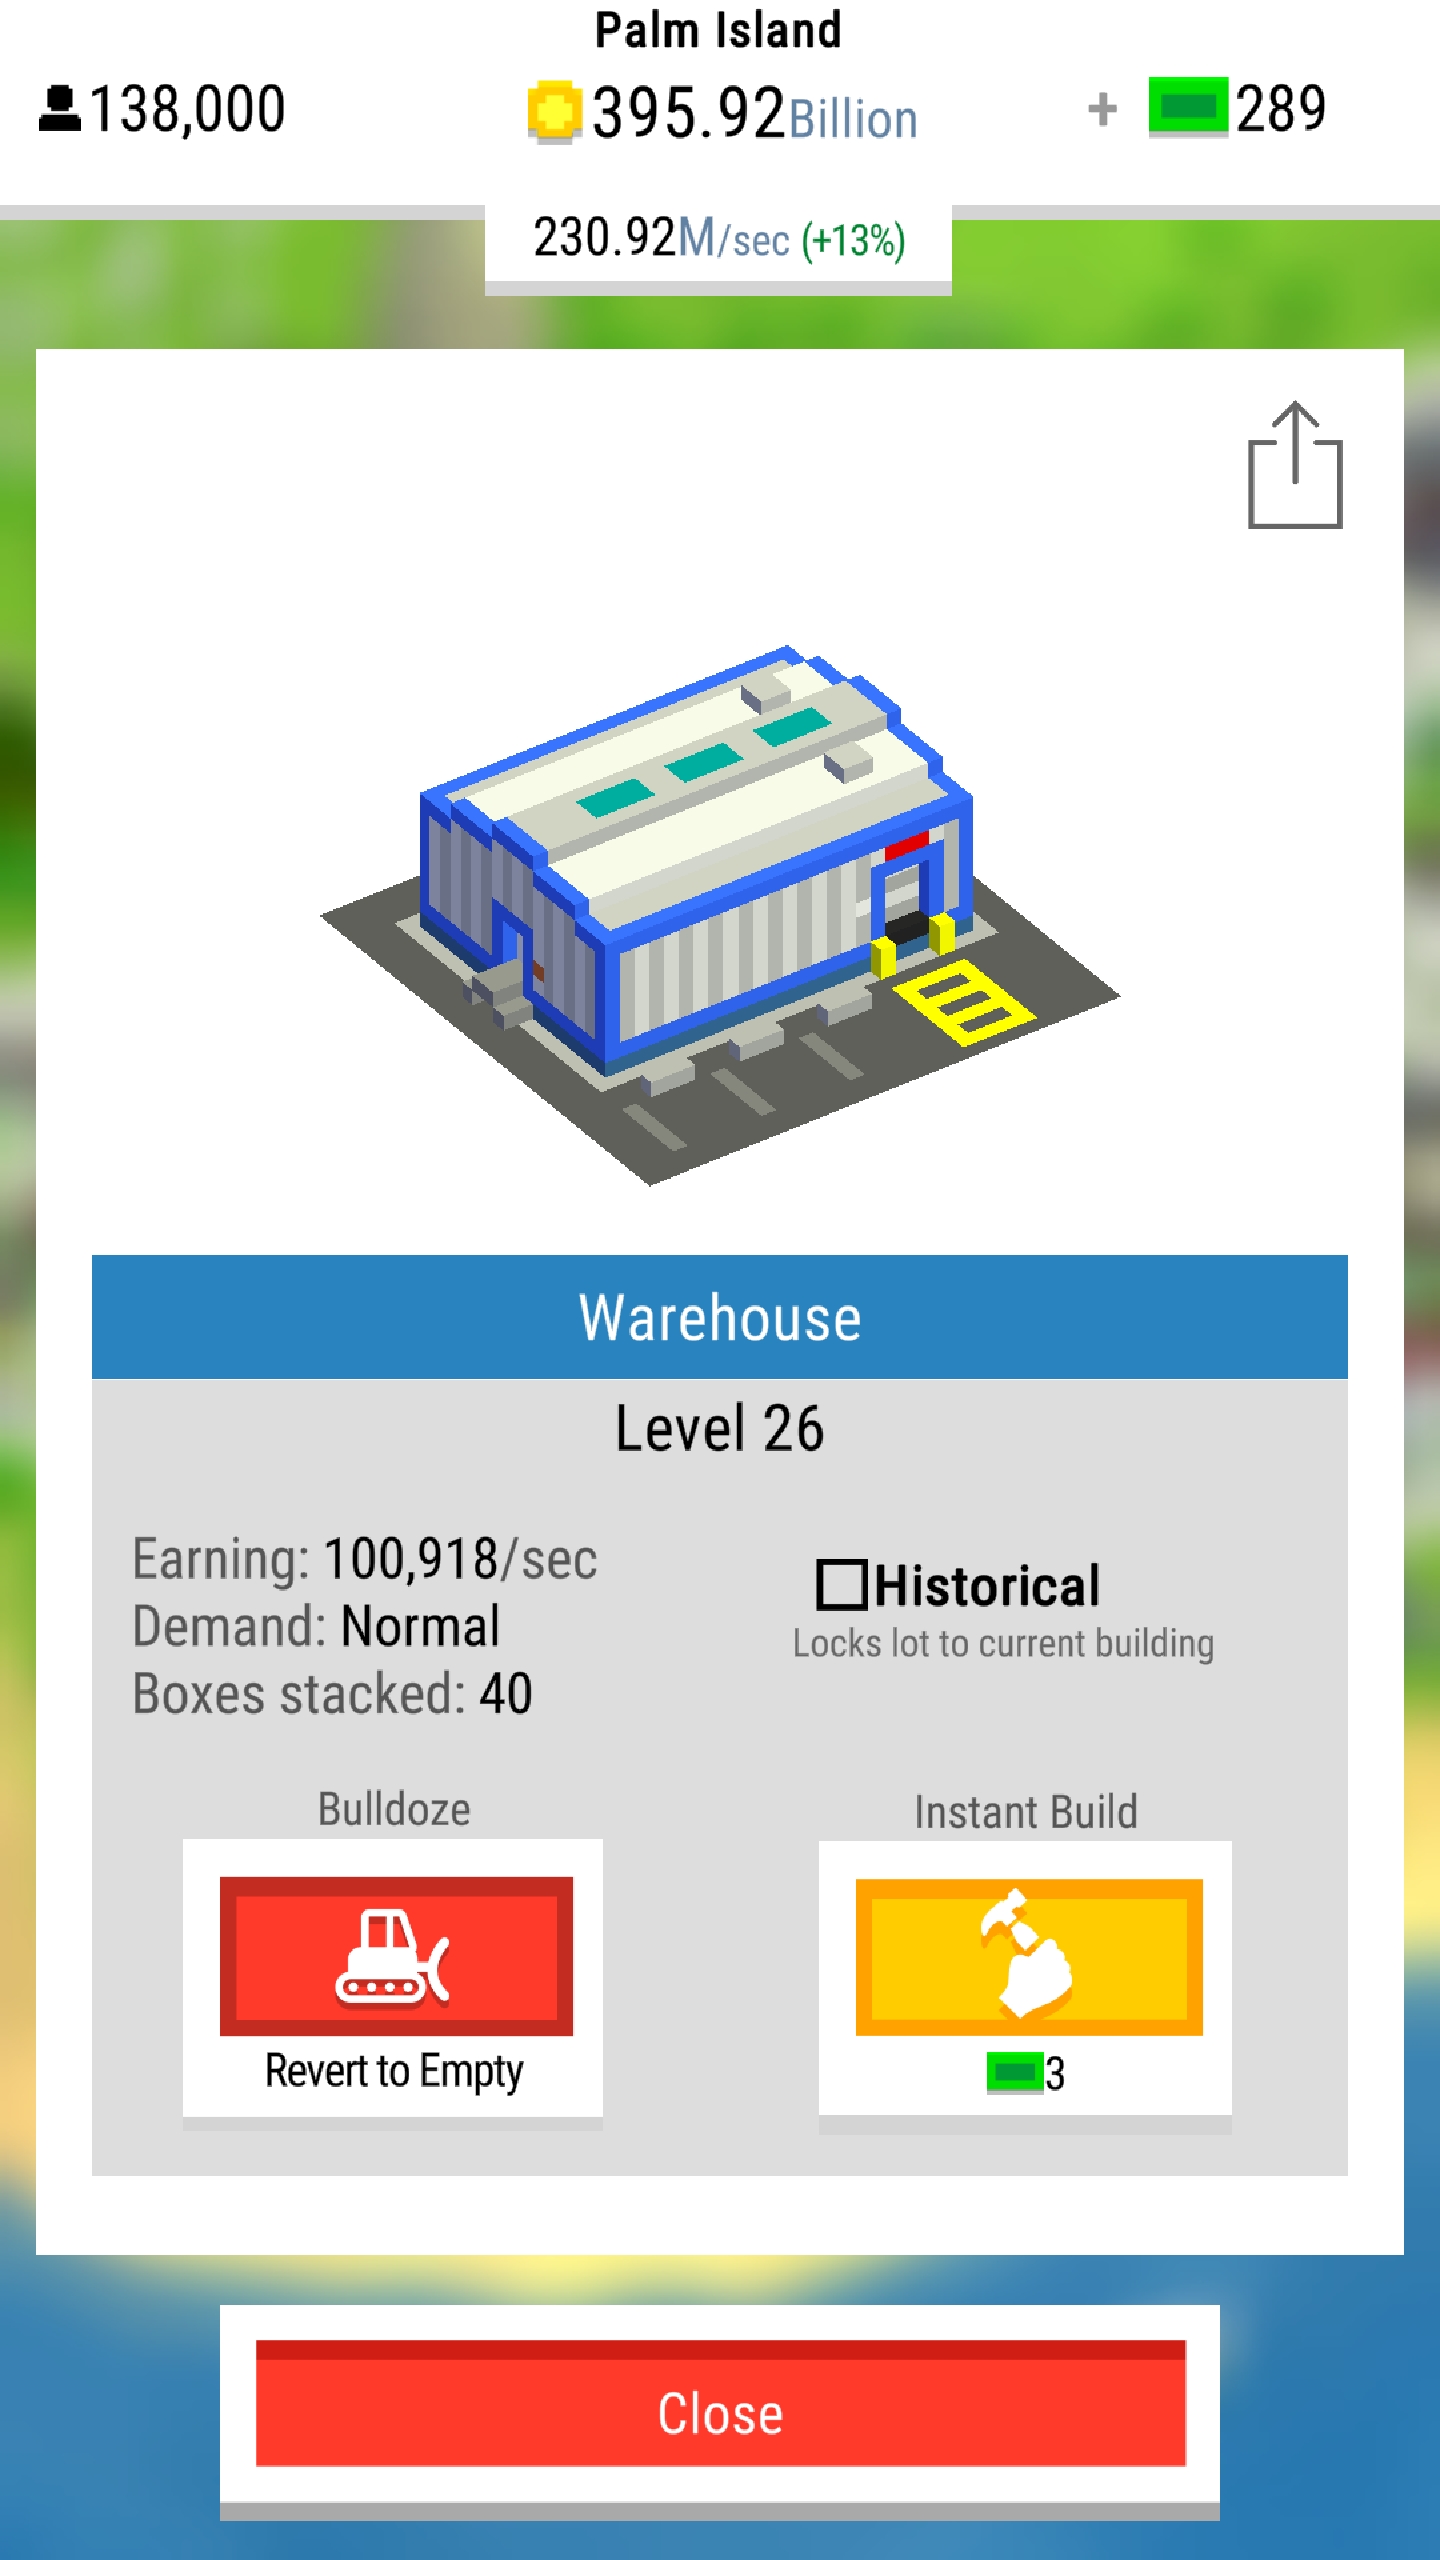 Palm Island
138,000
395.92Billion
+ 289
230.92M/sec (+13%)
Warehouse
Level 26
Earning: 100,918/sec
Demand: Normal
Boxes stacked: 40
Historical
Locks lot to current building
Bulldoze
Revert to Empty
Instant Build
3
Close